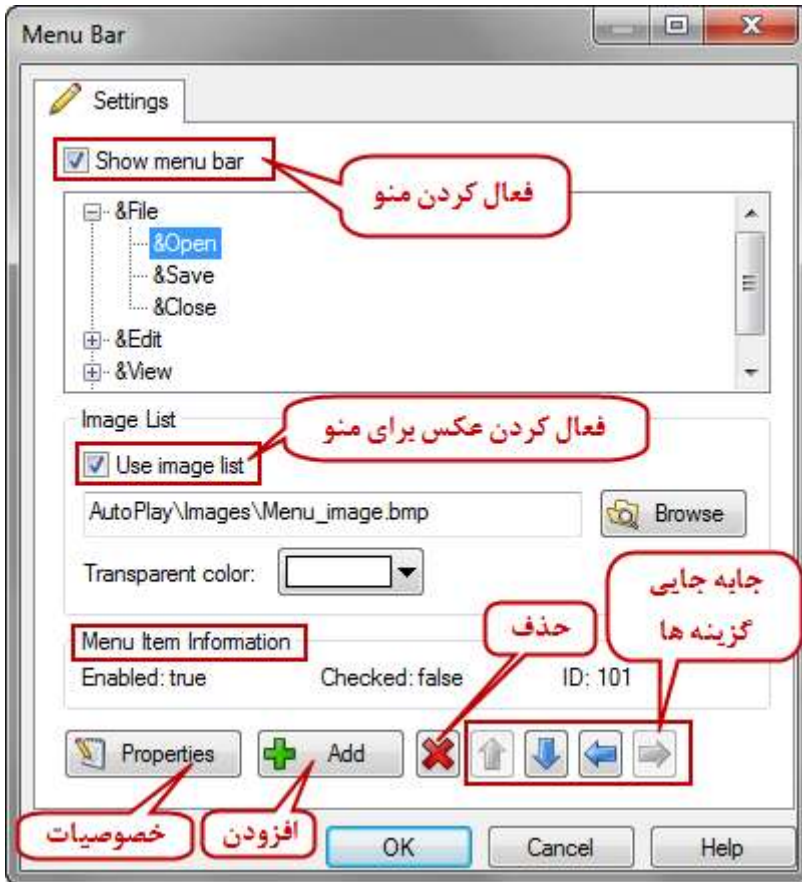 Menu Bar
Settings
Show menu bar
فعال کردن منو
&File
&Open
&Save
&Close
&Edit
&View
Image List
فعال کردن عکس برای منو
Use image list
AutoPlay\Images\Menu_image.bmp
Browse
Transparent color:
جابه جایی
گزینه ها
حذف
Menu Item Information
Enabled: true Checked: false ID: 101
Properties Add
خصوصیات
افزودن
OK Cancel Help